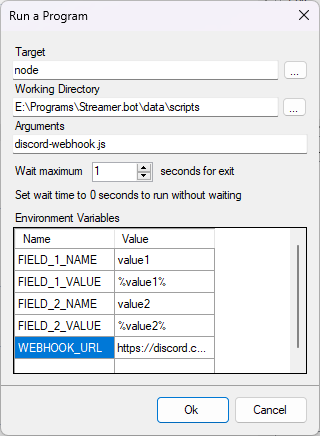 Run a Program
Target
node
...
Working Directory
E:\Programs\Streamer.bot\data\scripts
...
Arguments
discord-webhook.js
Wait maximum 1 seconds for exit
Set wait time to 0 seconds to run without waiting
Environment Variables
Name Value
FIELD_1_NAME value1
FIELD_1_VALUE %value1%
FIELD_2_NAME value2
FIELD_2_VALUE %value2%
WEBHOOK_URL https://discord.c...
Ok Cancel